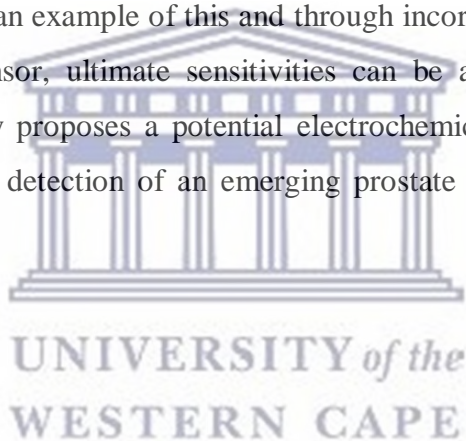 an example of this and through incor
nsor, ultimate sensitivities can be a
y proposes a potential electrochemic
detection of an emerging prostate
UNIVERSITY of the
WESTERN CAPE